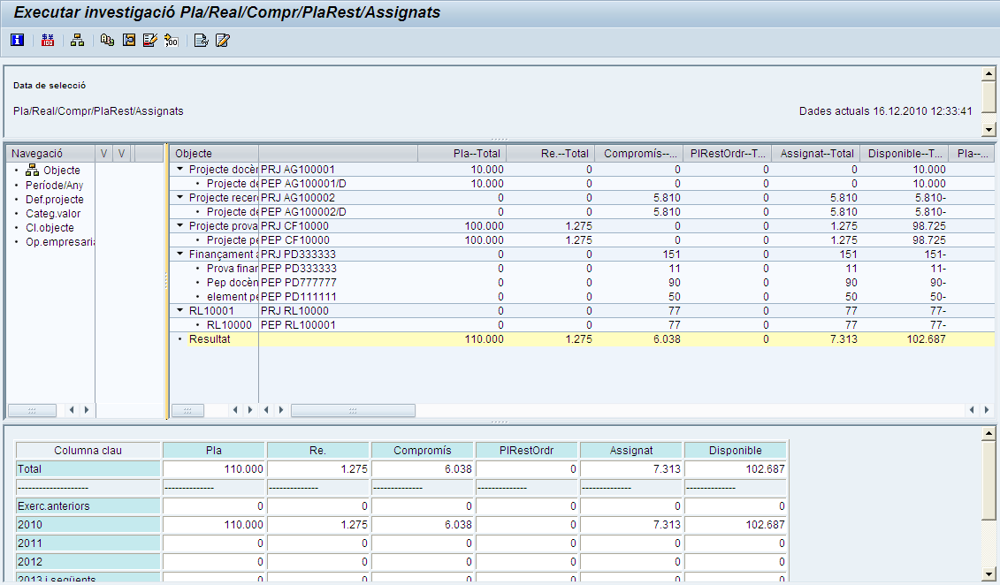 Executar investigació Pla/Real/Compr/PlaRest/Assignats
Data de selecció
Pla/Real/Compr/PlaRest/Assignats Dades actuals 16.12.2010 12:33:41
Navegació V V
Objecte
Període/Any
Def.projecte
Categ.valor
Cl.objecte
Op.empresari
Objecte Pla--Total Re.--Total Compromís--... PlRestOrdr--T... Assignat--Total Disponible--T... Pla--...
Projecte docèn PRJ AG100001 10.000 0 0 0 0 10.000
Projecte de PEP AG100001/D 10.000 0 0 0 0 10.000
Projecte recerc PRJ AG100002 0 0 5.810 0 5.810 5.810-
Projecte de PEP AG100002/D 0 0 5.810 0 5.810 5.810-
Projecte prova PRJ CF10000 100.000 1.275 0 0 1.275 98.725
Projecte pe PEP CF10000 100.000 1.275 0 0 1.275 98.725
Finançament a PRJ PD333333 0 0 151 0 151 151-
Prova finar PEP PD333333 0 0 11 0 11 11-
Pep docèn PEP PD777777 0 0 90 0 90 90-
element pe PEP PD111111 0 0 50 0 50 50-
RL10001 PRJ RL10000 0 0 77 0 77 77-
RL10000 PEP RL100001 0 0 77 0 77 77-
Resultat 110.000 1.275 6.038 0 7.313 102.687
Columna clau Pla Re. Compromís PlRestOrdr Assignat Disponible
Total 110.000 1.275 6.038 0 7.313 102.687
-------------------- -------------- -------------- -------------- -------------- -------------- --------------
Exerc.anteriors 0 0 0 0 0 0
2010 110.000 1.275 6.038 0 7.313 102.687
2011 0 0 0 0 0 0
2012 0 0 0 0 0 0
2013 i següents 0 0 0 0 0 0